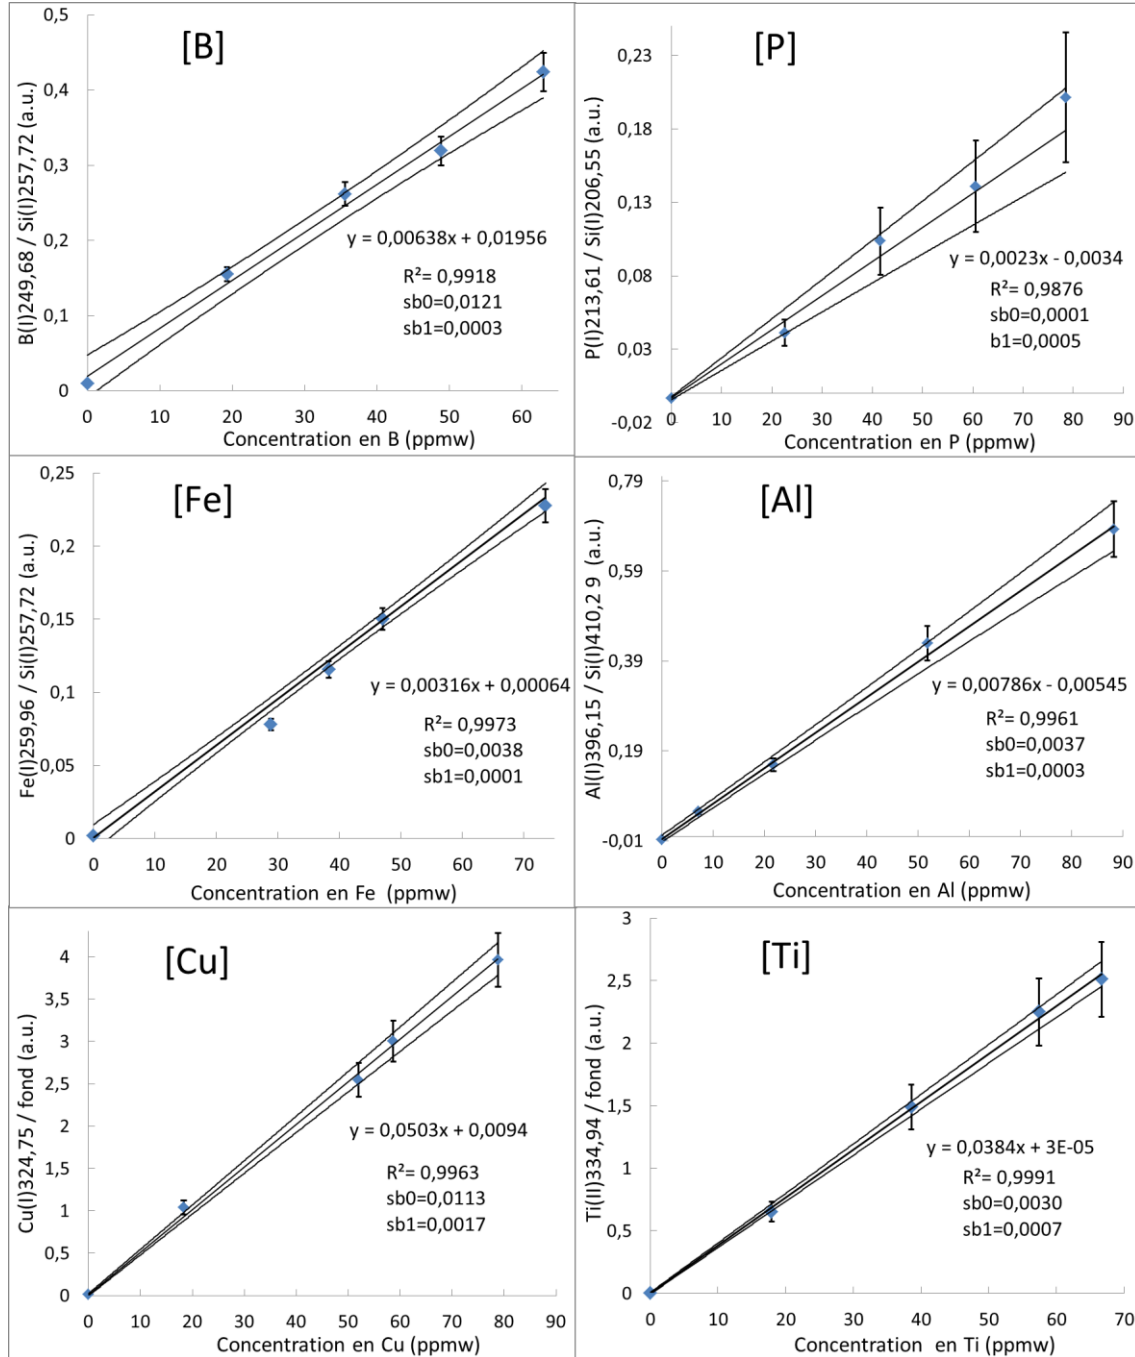 [B]
B(I)249,68 / Si(I)257,72 (a.u.)
0,5
0,4
0,3
0,2
0,1
0
y = 0,00638x + 0,01956
R²= 0,9918
sb0=0,0121
sb1=0,0003
0 10 20 30 40 50 60
Concentration en B (ppmw)
[P]
P(I)213,61 / Si(I)206,55 (a.u.)
0,23
0,18
0,13
0,08
0,03
-0,02
y = 0,0023x - 0,0034
R²= 0,9876
sb0=0,0001
b1=0,0005
0 10 20 30 40 50 60 70 80 90
Concentration en P (ppmw)
[Fe]
Fe(I)259,96 / Si(I)257,72 (a.u.)
0,25
0,2
0,15
0,1
0,05
0
y = 0,00316x + 0,00064
R²= 0,9973
sb0=0,0038
sb1=0,0001
0 10 20 30 40 50 60 70
Concentration en Fe (ppmw)
[Al]
Al(I)396,15 / Si(I)410,2 9 (a.u.)
0,79
0,59
0,39
0,19
-0,01
y = 0,00786x - 0,00545
R²= 0,9961
sb0=0,0037
sb1=0,0003
0 10 20 30 40 50 60 70 80 90
Concentration en Al (ppmw)
[Cu]
Cu(I)324,75 / fond (a.u.)
4
3,5
3
2,5
2
1,5
1
0,5
0
y = 0,0503x + 0,0094
R²= 0,9963
sb0=0,0113
sb1=0,0017
0 10 20 30 40 50 60 70 80
Concentration en Cu (ppmw)
[Ti]
Ti(II)334,94 / fond (a.u.)
3
2,5
2
1,5
1
0,5
0
y = 0,0384x + 3E-05
R²= 0,9991
sb0=0,0030
sb1=0,0007
0 10 20 30 40 50 60 70
Concentration en Ti (ppmw)